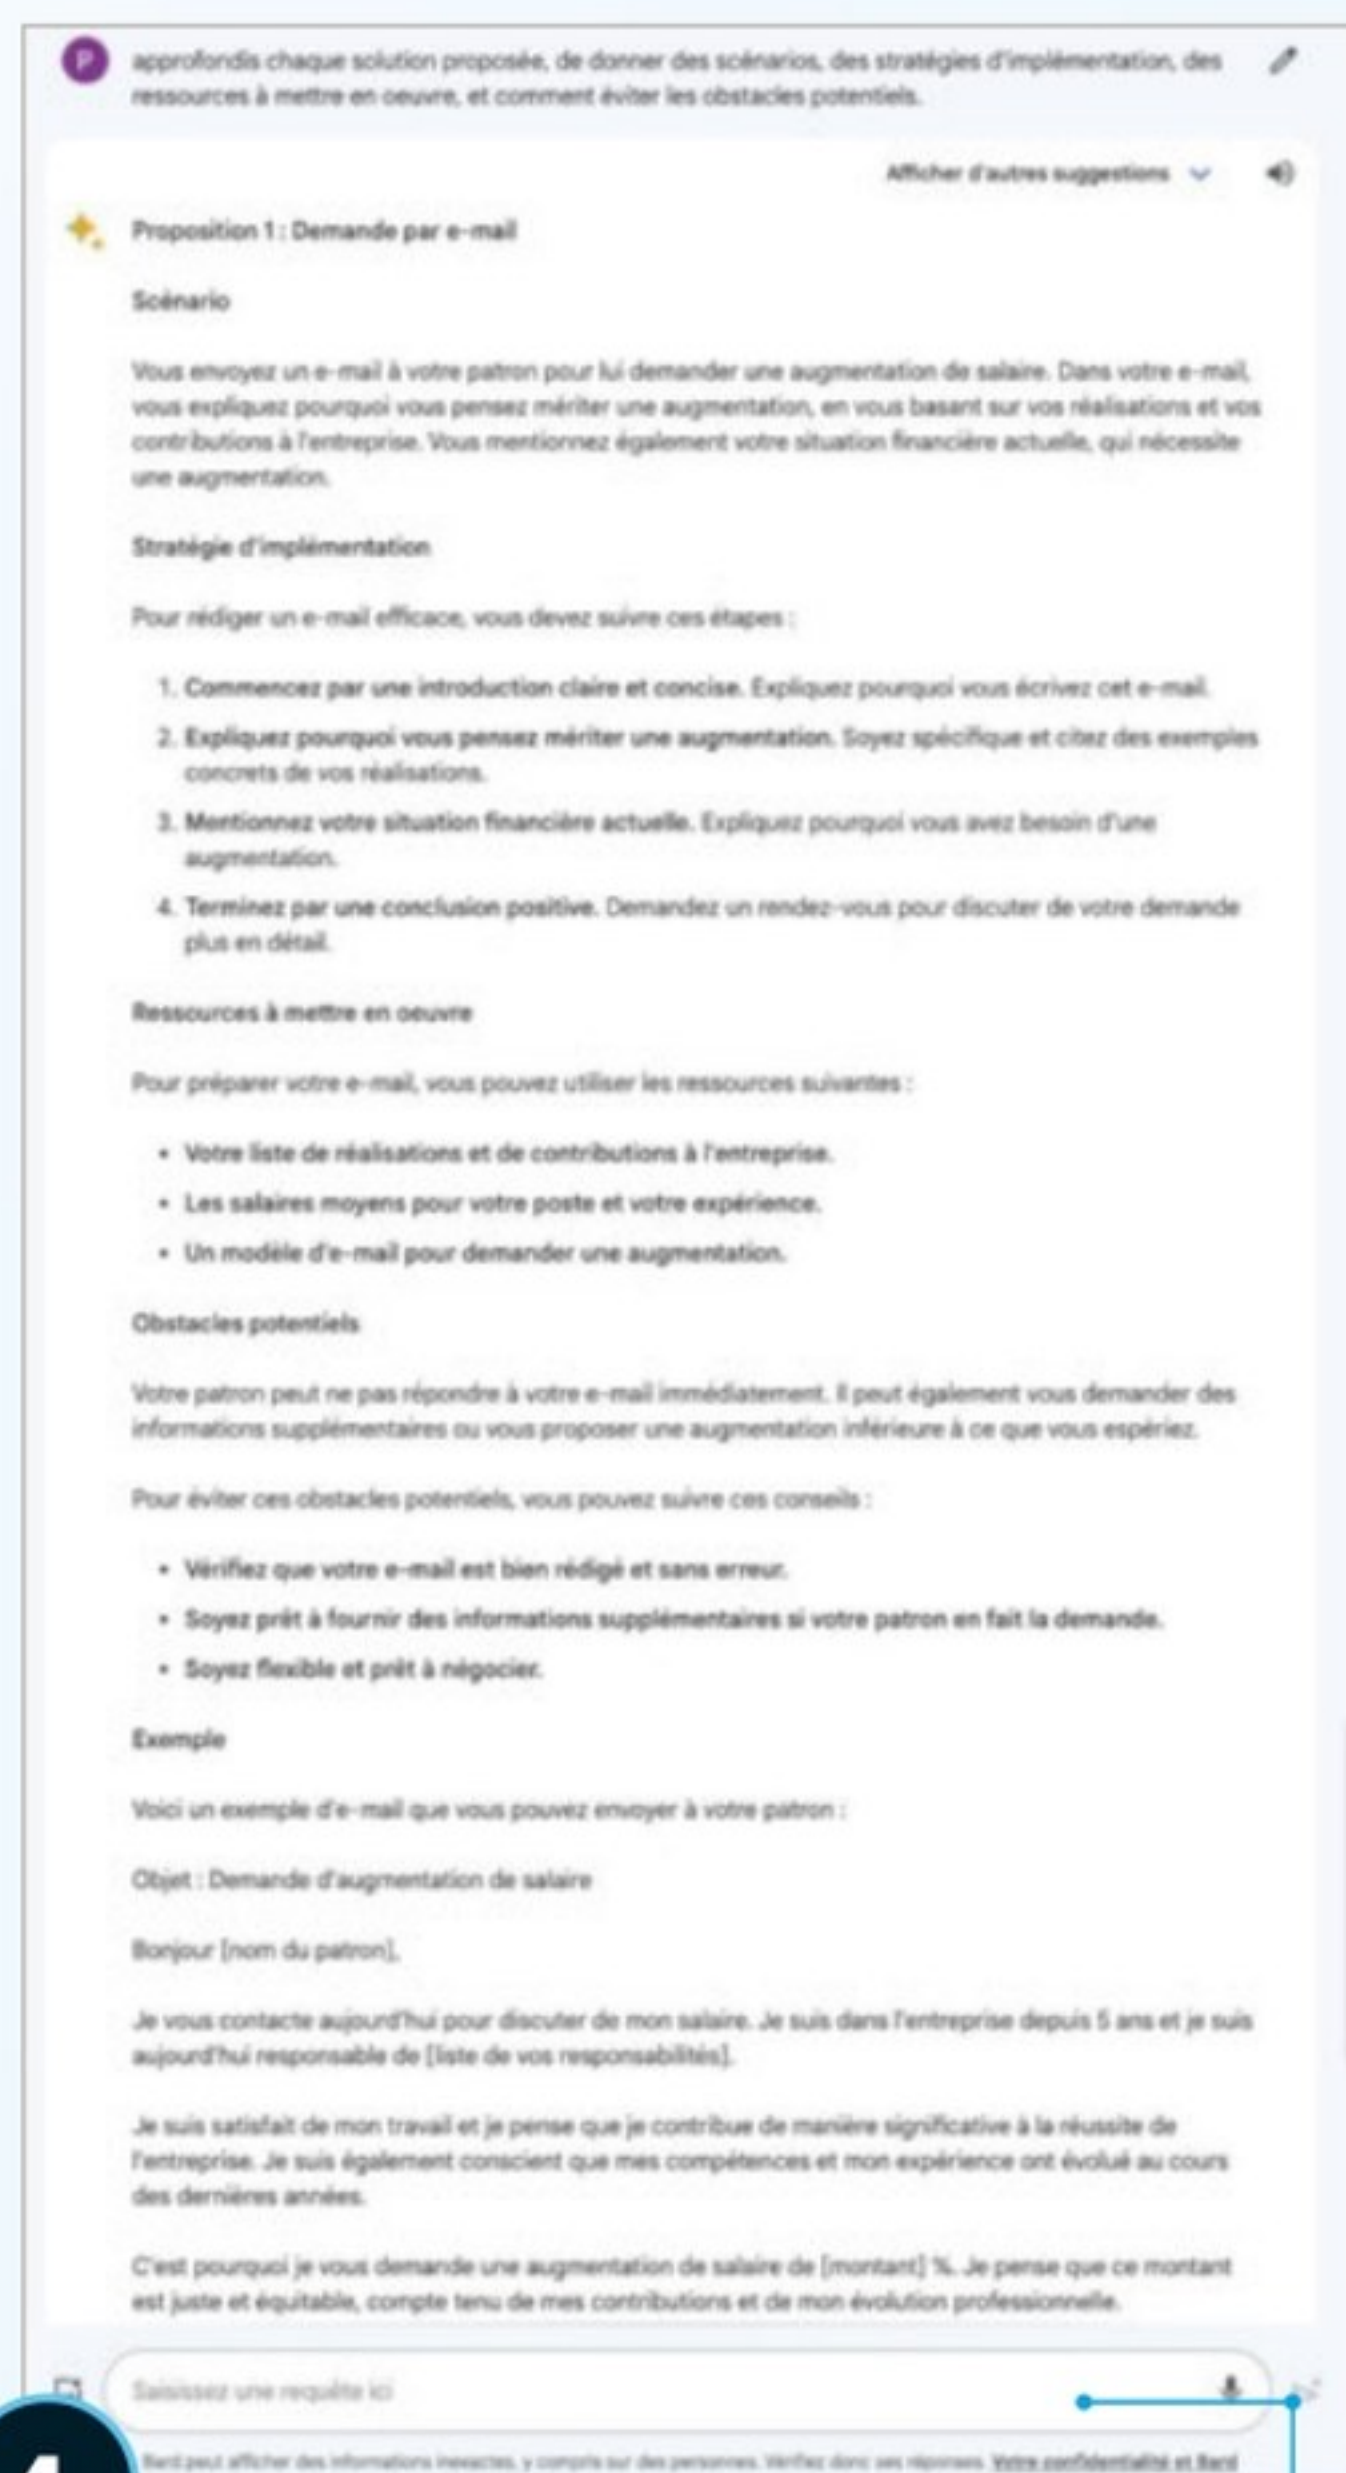 P
approfondis chaque solution proposée, de donner des scénarios, des stratégies d'implémentation, des
ressources à mettre en oeuvre, et comment éviter les obstacles potentiels.
Afficher d'autres suggestions
Proposition 1 : Demande par e-mail
Scénario
Vous envoyez un e-mail à votre patron pour lui demander une augmentation de salaire. Dans votre e-mail,
vous expliquez pourquoi vous pensez mériter une augmentation, en vous basant sur vos réalisations et vos
contributions à l'entreprise. Vous mentionnez également votre situation financière actuelle, qui nécessite
une augmentation.
Stratégie d'implémentation
Pour rédiger un e-mail efficace, vous devez suivre ces étapes :
1. Commencez par une introduction claire et concise. Expliquez pourquoi vous écrivez cet e-mail.
2. Expliquez pourquoi vous pensez mériter une augmentation. Soyez spécifique et citez des exemples
concrets de vos réalisations.
3. Mentionnez votre situation financière actuelle. Expliquez pourquoi vous avez besoin d'une
augmentation.
4. Terminez par une conclusion positive. Demandez un rendez-vous pour discuter de votre demande
plus en détail.
Ressources à mettre en oeuvre
Pour préparer votre e-mail, vous pouvez utiliser les ressources suivantes :
• Votre liste de réalisations et de contributions à l'entreprise.
• Les salaires moyens pour votre poste et votre expérience.
• Un modèle d'e-mail pour demander une augmentation.
Obstacles potentiels
Votre patron peut ne pas répondre à votre e-mail immédiatement. Il peut également vous demander des
informations supplémentaires ou vous proposer une augmentation inférieure à ce que vous espériez.
Pour éviter ces obstacles potentiels, vous pouvez suivre ces conseils :
• Vérifiez que votre e-mail est bien rédigé et sans erreur.
• Soyez prêt à fournir des informations supplémentaires si votre patron en fait la demande.
• Soyez flexible et prêt à négocier.
Exemple
Voici un exemple d'e-mail que vous pouvez envoyer à votre patron :
Objet : Demande d'augmentation de salaire
Bonjour [nom du patron],
Je vous contacte aujourd'hui pour discuter de mon salaire. Je suis dans l'entreprise depuis 5 ans et je suis
aujourd'hui responsable de [liste de vos responsabilités].
Je suis satisfait de mon travail et je pense que je contribue de manière significative à la réussite de
l'entreprise. Je suis également conscient que mes compétences et mon expérience ont évolué au cours
des dernières années.
C'est pourquoi je vous demande une augmentation de salaire de [montant] %. Je pense que ce montant
est juste et équitable, compte tenu de mes contributions et de mon évolution professionnelle.
Saisissez une requête ici
Bard peut afficher des informations inexactes, y compris sur des personnes. Vérifiez donc ses réponses. Votre confidentialité et Bard